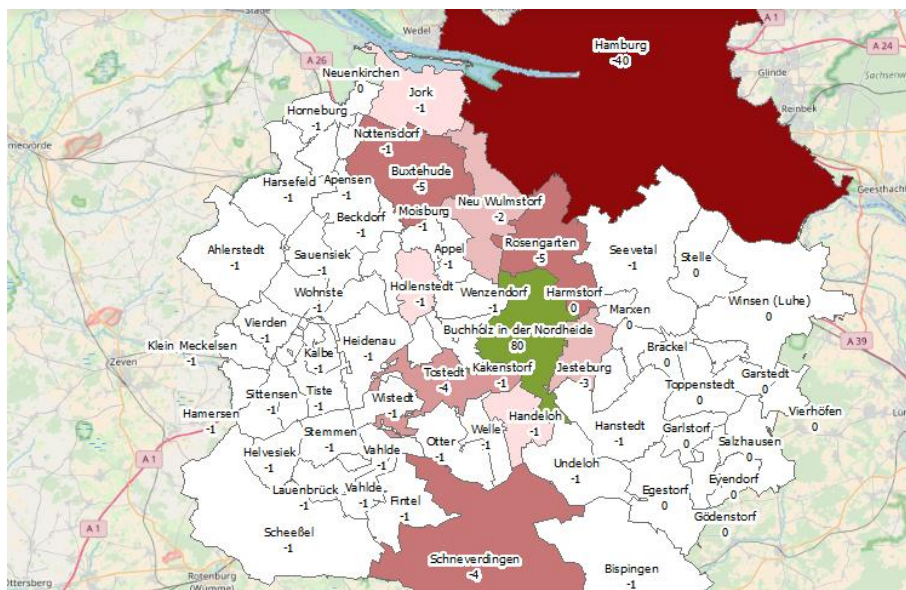 Stade
Wedel
Schönefeld
A 1
A 24
A 26
Hamburg
-40
Glinde
Sachsenw
Reinbek
Neuenkirchen
0
Jork
-1
Horneburg
-1
Nottensdorf
-1
Buxtehude
-5
Geesthacht
Harsefeld
-1
Apensen
-1
Neu Wulmstorf
-2
Beckdorf
-1
Moisburg
-1
Rosengarten
-5
Ahlerstedt
-1
Sauensiek
-1
Appel
-1
Seevetal
-1
Stelle
0
Hollenstedt
-1
Wohnste
-1
Wenzendorf
-1
Harmstorf
0
Marxen
0
Winsen (Luhe)
0
Vierden
-1
Buchholz in der Nordheide
80
Klein Meckelsen
-1
Kalbe
-1
Heidenau
-1
Brackel
0
A 39
Zeven
Tostedt
-4
Kakenstorf
-1
Jesteburg
-3
Garstedt
0
Toppenstedt
0
Sittensen
-1
Tiste
-1
Wistedt
-1
Vierhöfen
0
Hamersen
-1
Handeloh
-1
Hanstedt
-1
Garlstorf
0
Stemmen
-1
Otter
-1
Welle
-1
Salzhausen
0
Helvesiek
-1
Vahlde
-1
Undeloh
-1
Eyendorf
0
A 1
Lauenbrück
-1
Vahlde
-1
Fintel
-1
Egestorf
0
Gödenstorf
0
A 1
Scheeßel
-1
Schneverdingen
-4
Bispingen
-1
Ottersberg
Rotenburg
(Wümme)